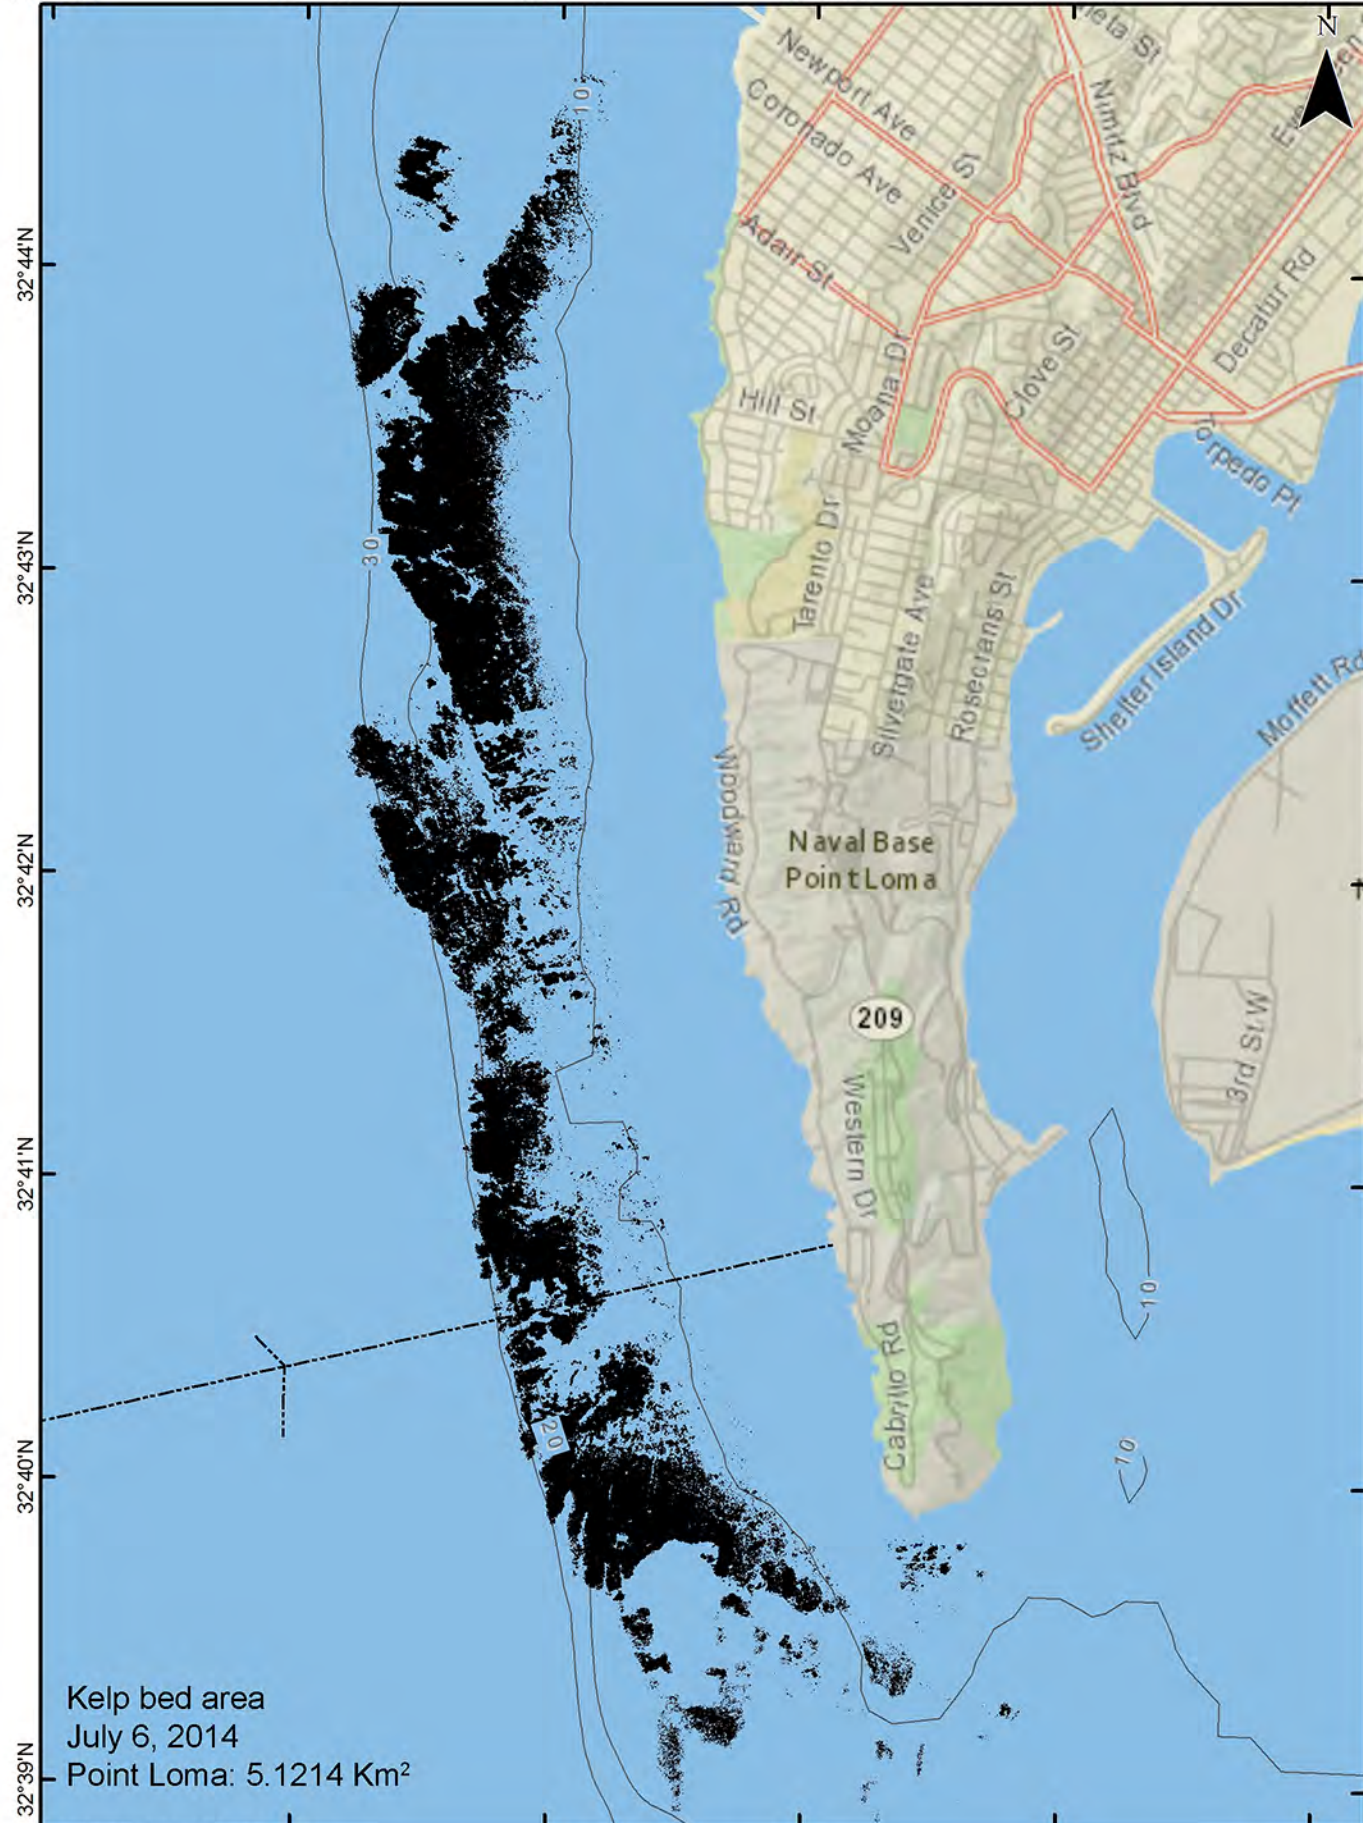 N
Newport Ave
Coronado Ave
Venice St
Nimitz Blvd
Adair St
Decatur Rd
Clove St
Moana Dr
Hill St
Torpedo Pt
Tarento Dr
Silvergate Ave
Rosecrans St
Shelter Island Dr
Moffett Rd
Woodward Rd
Naval Base
Point Loma
209
3rd St W
Western Dr
Cabrillo Rd
10
30
20
10
10
32°44'N
32°43'N
32°42'N
32°41'N
32°40'N
32°39'N
Kelp bed area
July 6, 2014
Point Loma: 5.1214 Km²